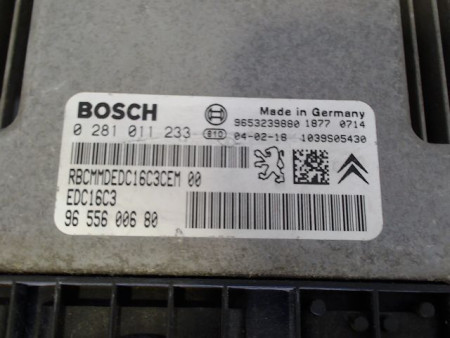 BOSCH Made in Germany
9653239880 1877 0714
0 281 011 233 e10 04-02-16 1039S05430
RBCMMDEDC16C3CEM 00
EDC16C3
96 556 006 80